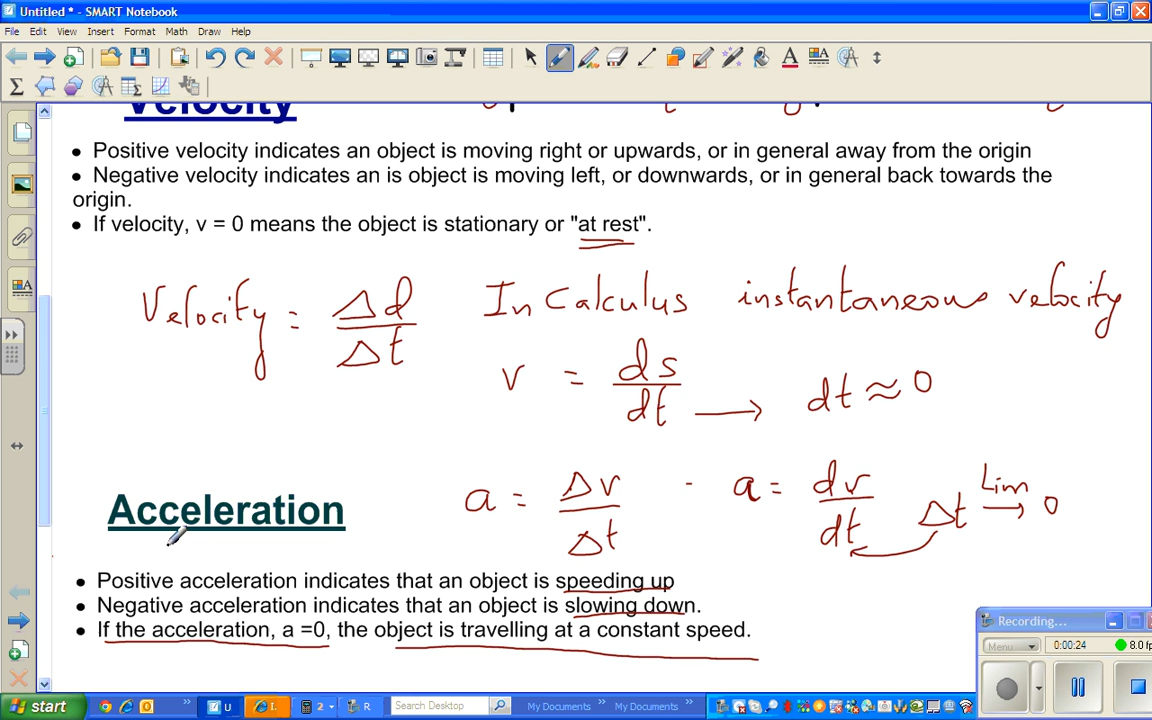 Untitled * - SMART Notebook
File Edit View Insert Format Tools Math Draw Help
Velocity
• Positive velocity indicates an object is moving right or upwards, or in general away from the origin
• Negative velocity indicates an is object is moving left, or downwards, or in general back towards the
origin.
• If velocity, v = 0 means the object is stationary or "at rest".
Velocity = Δd/Δt In Calculus instantaneous velocity
v = ds/dt → dt ≈ 0
Acceleration
a = Δv/Δt - a = dv/dt Δt Lim → 0
• Positive acceleration indicates that an object is speeding up
• Negative acceleration indicates that an object is slowing down.
• If the acceleration, a =0, the object is travelling at a constant speed.
Recording...
Menu 0:00:24 8.0 fp
start U I. 2 R Search Desktop My Documents My Documents